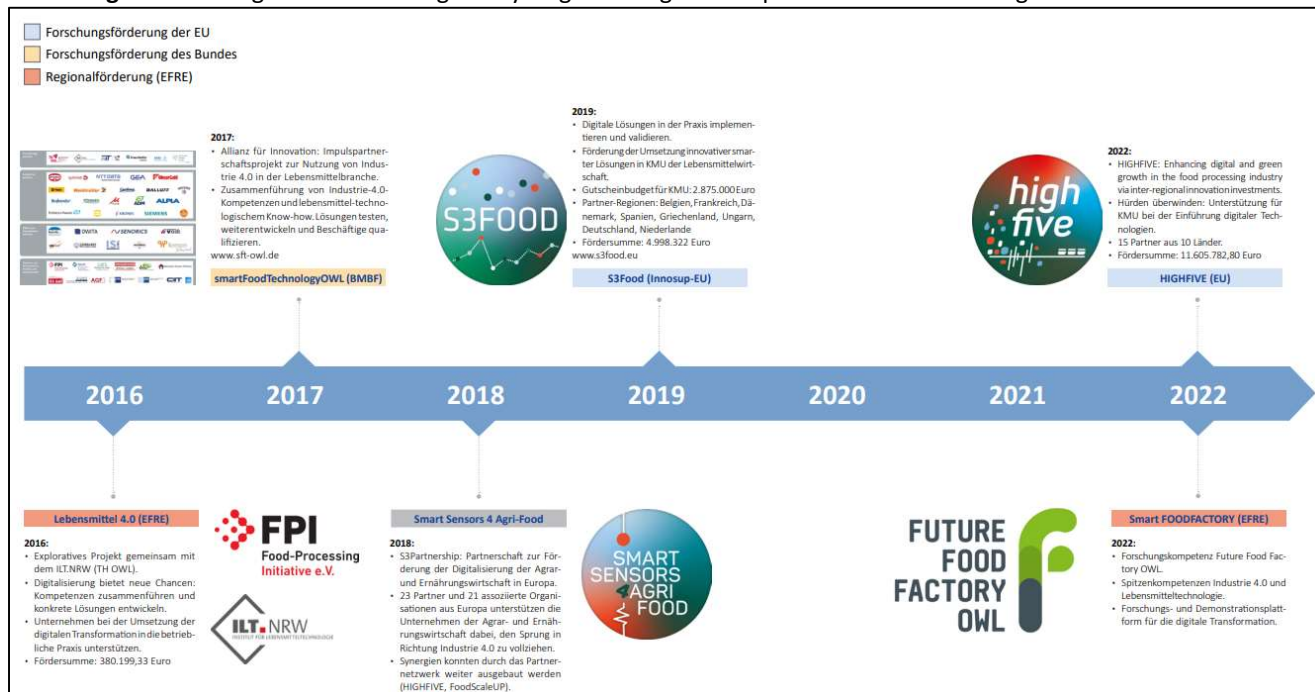 Forschungsförderung der EU
Forschungsförderung des Bundes
Regionalförderung (EFRE)
2017:
• Allianz für Innovation: Impulspartner-
schaftsprojekt zur Nutzung von Indus-
trie 4.0 in der Lebensmittelbranche.
• Zusammenführung von Industrie-4.0-
Kompetenzen und lebensmittel-techno-
logischem Know-how. Lösungen testen,
weiterentwickeln und Beschäftige qua-
lifizieren.
www.sft-owl.de
smartFoodTechnologyOWL (BMBF)
S3FOOD
2019:
• Digitale Lösungen in der Praxis implemen-
tieren und validieren.
• Förderung der Umsetzung innovativer smar-
ter Lösungen in KMU der Lebensmittelwirt-
schaft.
• Gutscheinbudget für KMU: 2.875.000 Euro
• Partner-Regionen: Belgien, Frankreich, Dä-
nemark, Spanien, Griechenland, Ungarn,
Deutschland, Niederlande
• Fördersumme: 4.998.322 Euro
www.s3food.eu
S3Food (Innosup-EU)
high
five
2022:
• HIGHFIVE: Enhancing digital and green
growth in the food processing industry
via inter-regional innovation investments.
• Hürden überwinden: Unterstützung für
KMU bei der Einführung digitaler Tech-
nologien.
• 15 Partner aus 10 Länder.
• Fördersumme: 11.605.782,80 Euro
HIGHFIVE (EU)
2016 2017 2018 2019 2020 2021 2022
Lebensmittel 4.0 (EFRE)
2016:
• Exploratives Projekt gemeinsam mit
dem ILT.NRW (TH OWL).
• Digitalisierung bietet neue Chancen:
Kompetenzen zusammenführen und
konkrete Lösungen entwickeln.
• Unternehmen bei der Umsetzung der
digitalen Transformation in die betrieb-
liche Praxis unterstützen.
• Fördersumme: 380.199,33 Euro
FPI
Food-Processing
Initiative e.V.
ILT.NRW
INSTITUT FÜR LEBENSMITTELTECHNOLOGIE
Smart Sensors 4 Agri-Food
2018:
• S3Partnership: Partnerschaft zur För-
derung der Digitalisierung der Agrar-
und Ernährungswirtschaft in Europa.
• 23 Partner und 21 assoziierte Organi-
sationen aus Europa unterstützen die
Unternehmen der Agrar- und Ernäh-
rungswirtschaft dabei, den Sprung in
Richtung Industrie 4.0 zu vollziehen.
• Synergien konnten durch das Partner-
netzwerk weiter ausgebaut werden
(HIGHFIVE, FoodScaleUP).
SMART
SENSORS
4 AGRI
FOOD
FUTURE
FOOD
FACTORY
OWL
Smart FOODFACTORY (EFRE)
2022:
• Forschungskompetenz Future Food Fac-
tory OWL.
• Spitzenkompetenzen Industrie 4.0 und
Lebensmitteltechnologie.
• Forschungs- und Demonstrationsplatt-
form für die digitale Transformation.